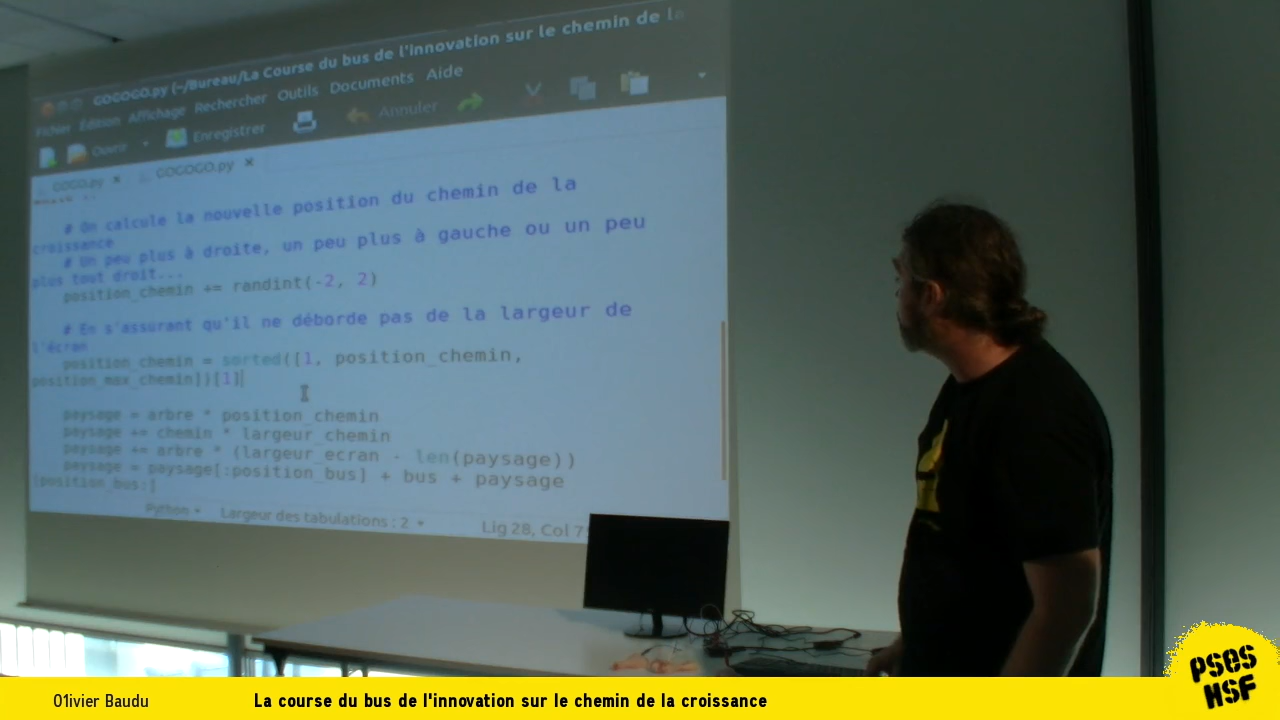 GOGOGO.py (~/Bureau/La Course du bus de l'innovation sur le chemin de la
Fichier Édition Affichage Rechercher Outils Documents Aide
Ouvrir Enregistrer Annuler
GOGO.py × GOGOGO.py ×
# On calcule la nouvelle position du chemin de la
croissance
# Un peu plus à droite, un peu plus à gauche ou un peu
plus tout droit...
position_chemin += randint(-2, 2)
# En s'assurant qu'il ne déborde pas de la largeur de
l'écran
position_chemin = sorted([1, position_chemin,
position_max_chemin])[1]
paysage = arbre * position_chemin
paysage += chemin * largeur_chemin
paysage += arbre * (largeur_ecran - len(paysage))
paysage = paysage[:position_bus] + bus + paysage
[position_bus:]
Python Largeur des tabulations : 2 Lig 28, Col 7
PSES
HSF
01ivier Baudu La course du bus de l'innovation sur le chemin de la croissance